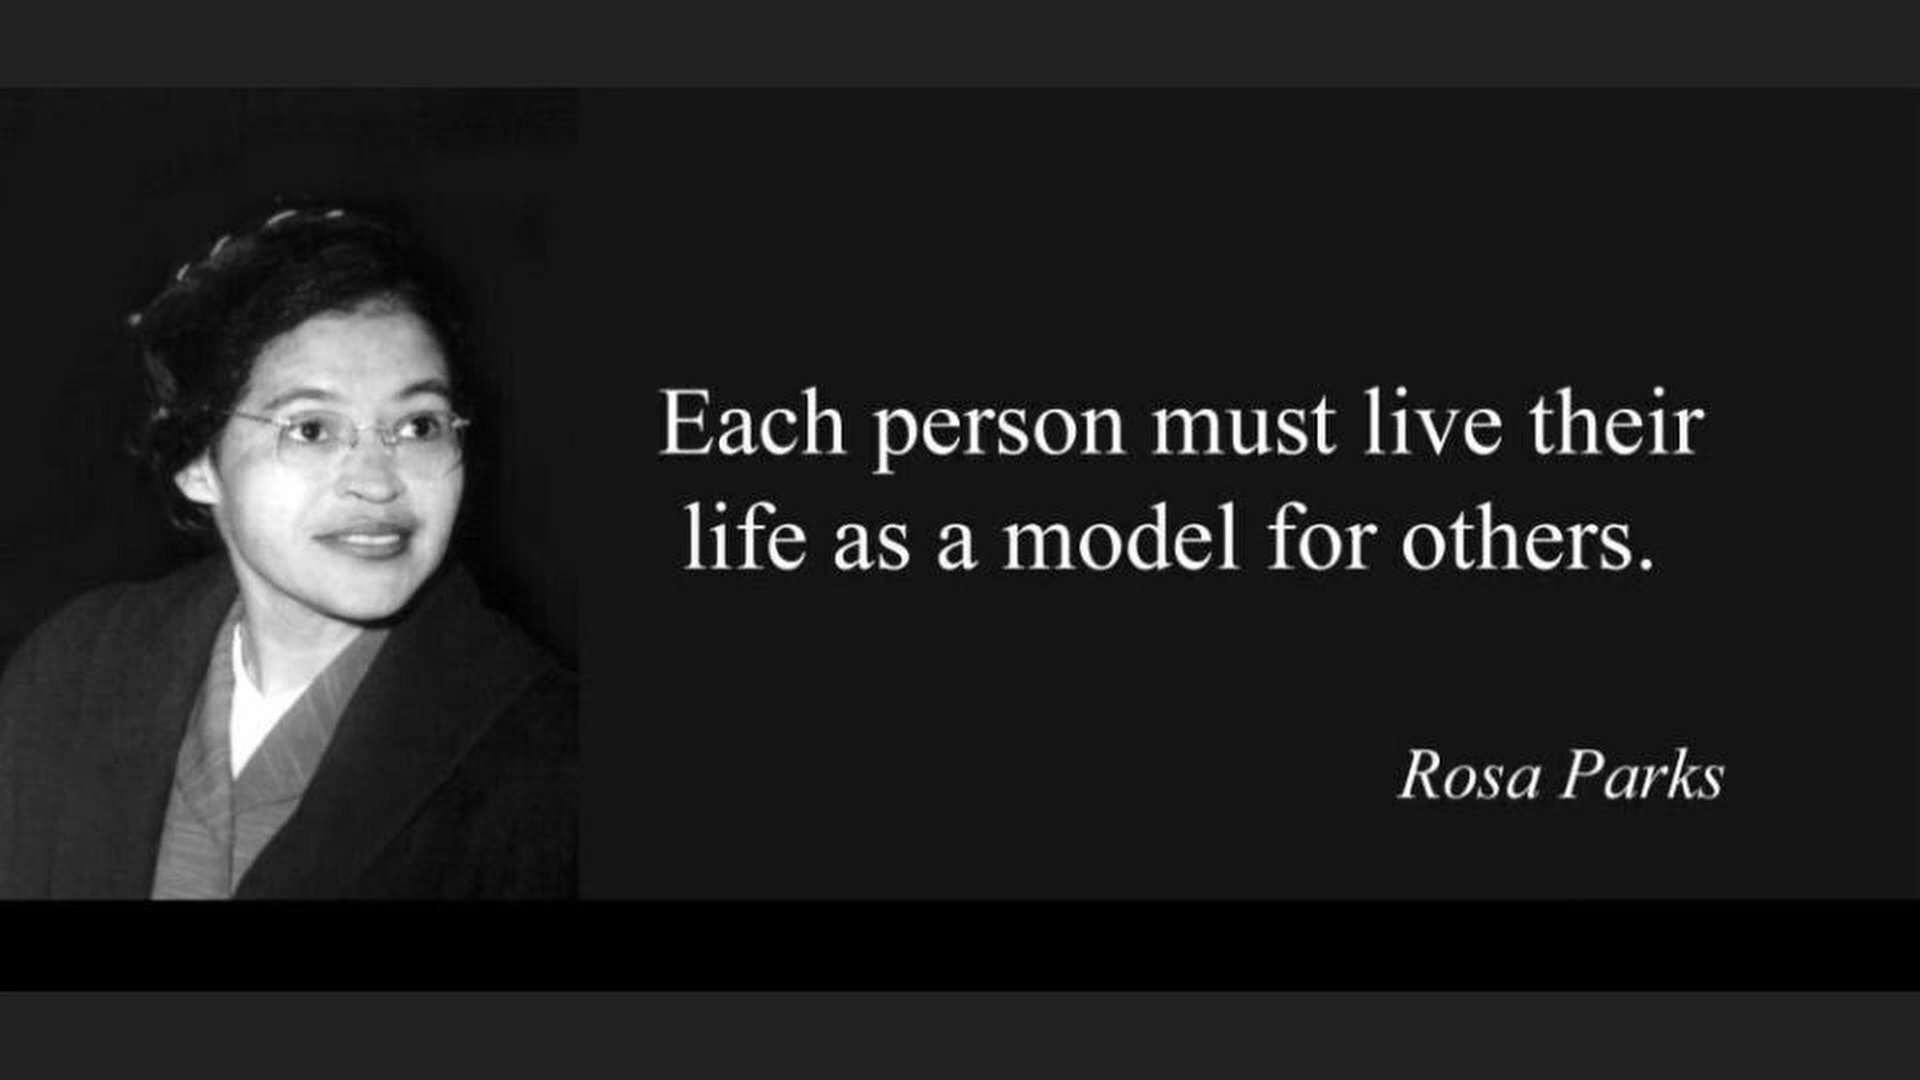 Each person must live their
life as a model for others.
Rosa Parks